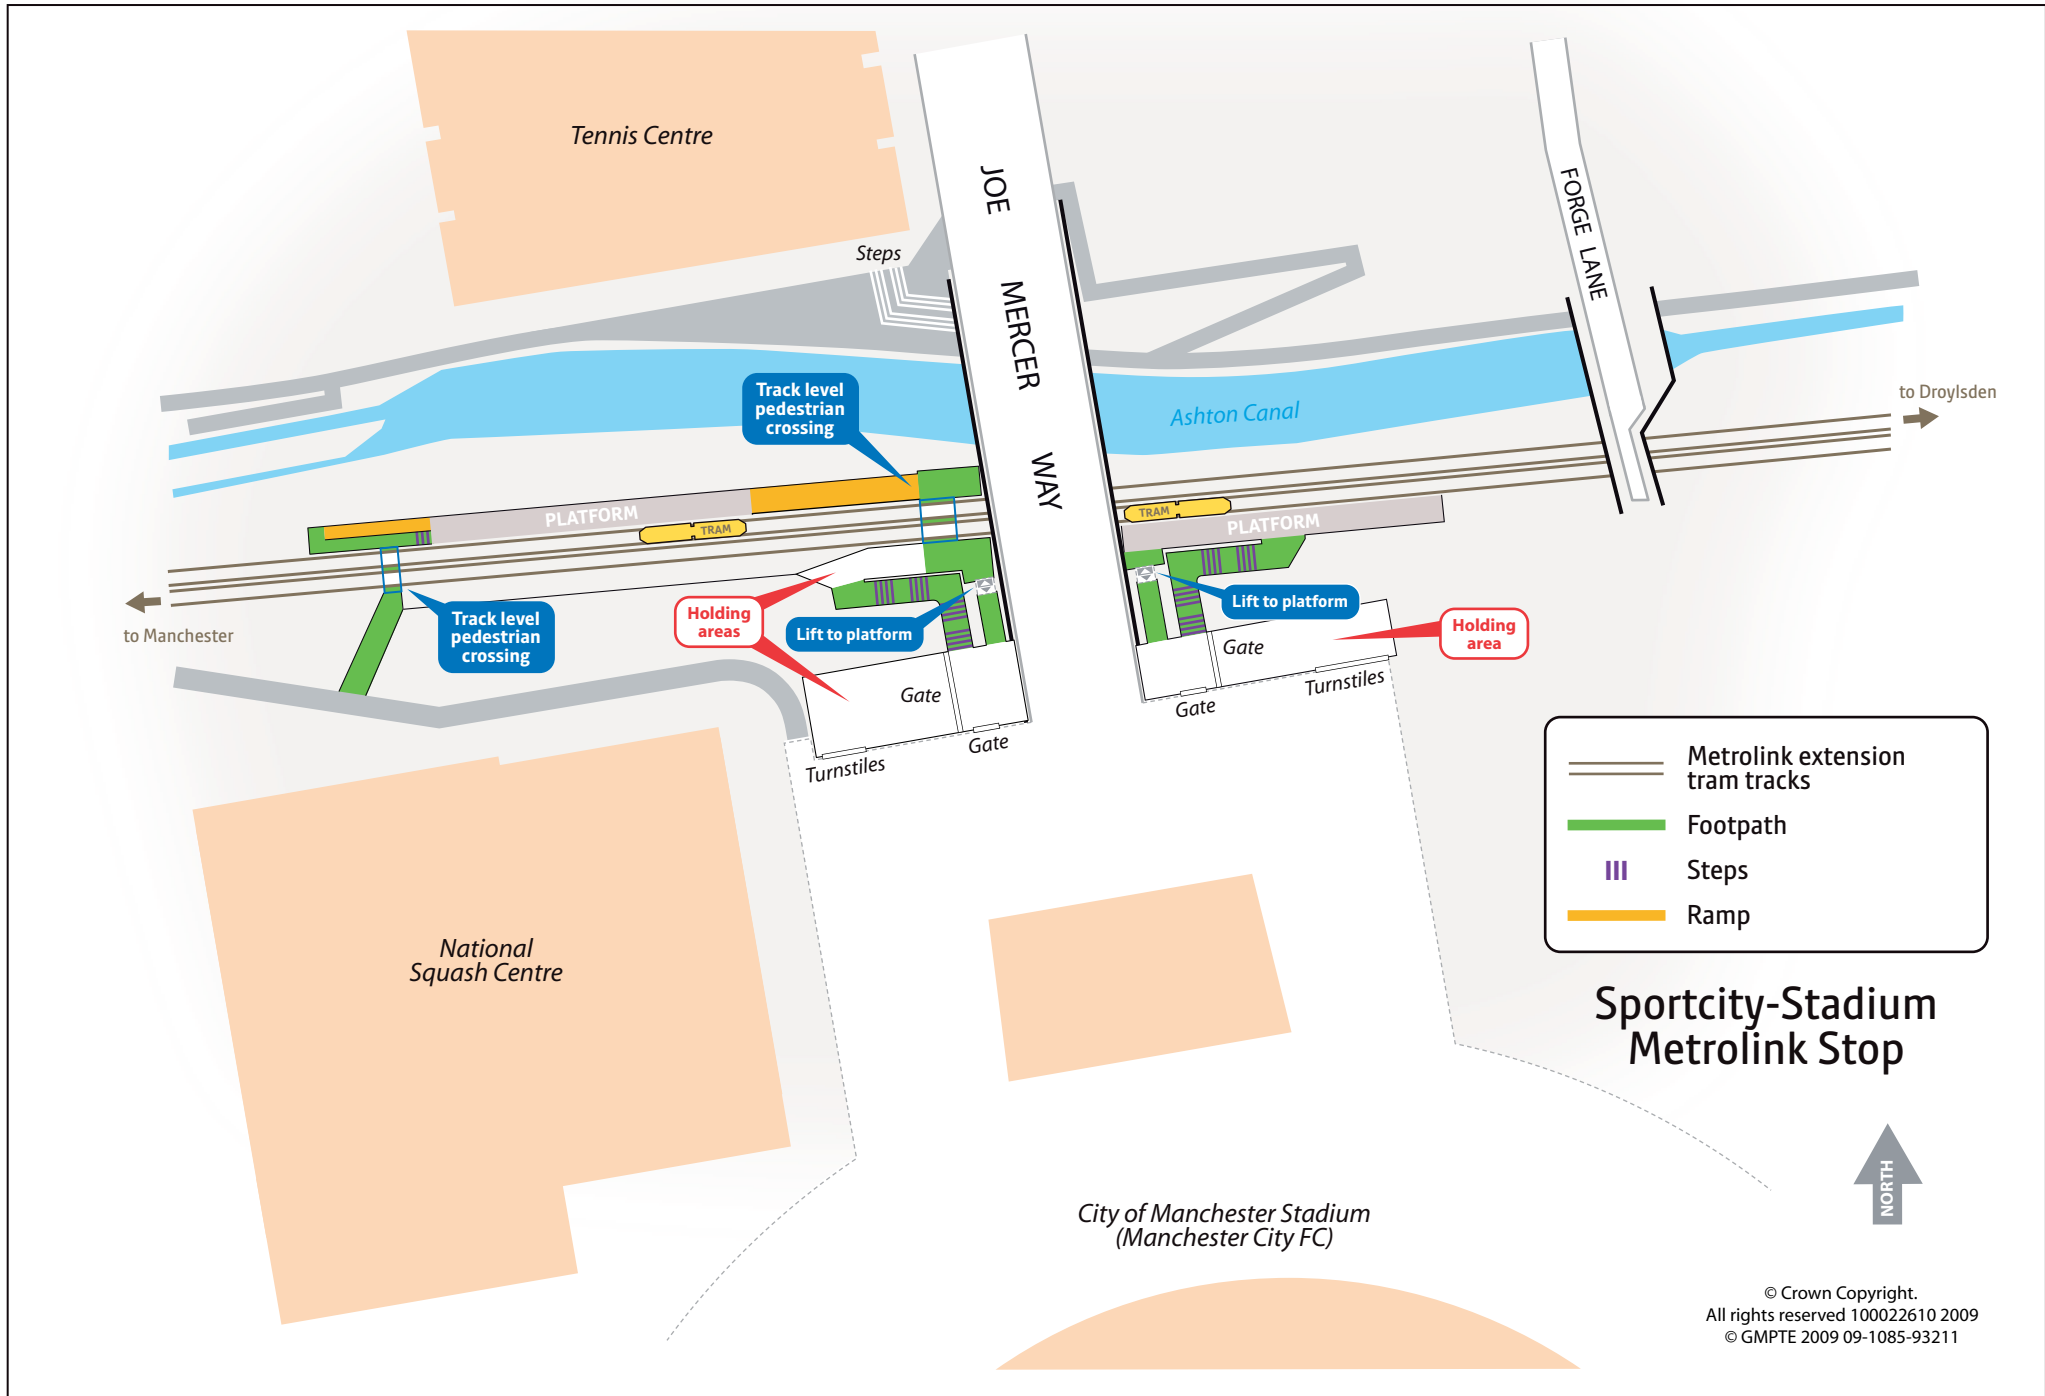 Tennis Centre
Steps
JOE MERCER WAY
FORGE LANE
Track level
pedestrian
crossing
Ashton Canal
to Droylsden
PLATFORM
TRAM
TRAM
PLATFORM
to Manchester
Track level
pedestrian
crossing
Holding
areas
Lift to platform
Lift to platform
Holding
area
Gate
Gate
Turnstiles
Gate
Gate
Turnstiles
Metrolink extension
tram tracks
Footpath
Steps
Ramp
National
Squash Centre
Sportcity-Stadium
Metrolink Stop
NORTH
City of Manchester Stadium
(Manchester City FC)
© Crown Copyright.
All rights reserved 100022610 2009
© GMPTE 2009 09-1085-93211